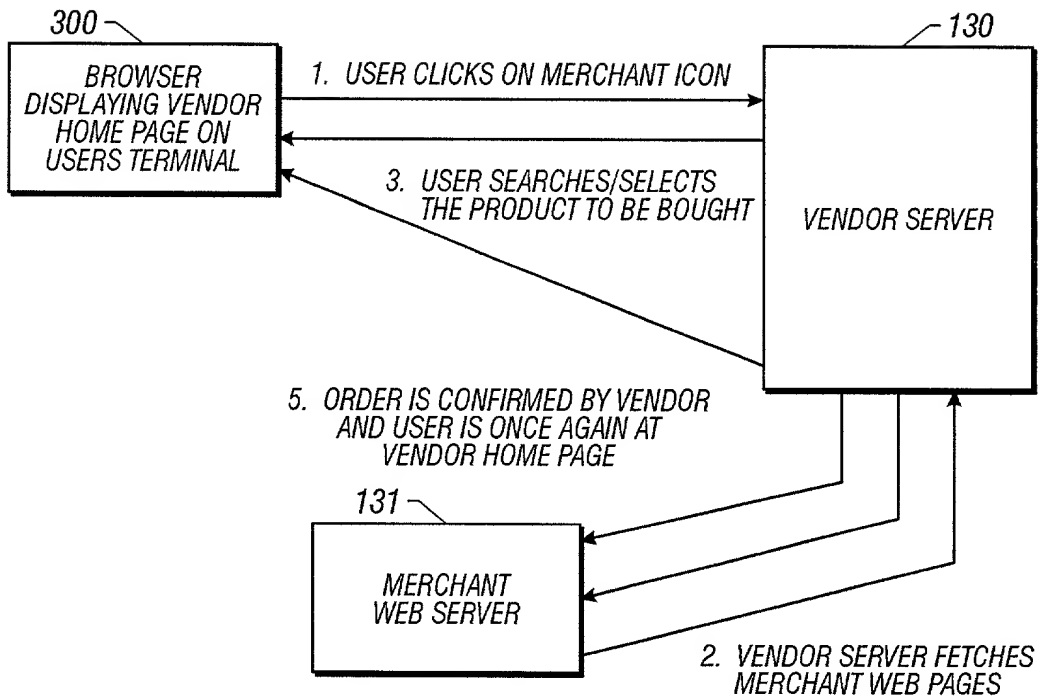 300
130
BROWSER
DISPLAYING VENDOR
HOME PAGE ON
USERS TERMINAL
1. USER CLICKS ON MERCHANT ICON
3. USER SEARCHES/SELECTS
THE PRODUCT TO BE BOUGHT
VENDOR SERVER
5. ORDER IS CONFIRMED BY VENDOR
AND USER IS ONCE AGAIN AT
VENDOR HOME PAGE
131
MERCHANT
WEB SERVER
2. VENDOR SERVER FETCHES
MERCHANT WEB PAGES